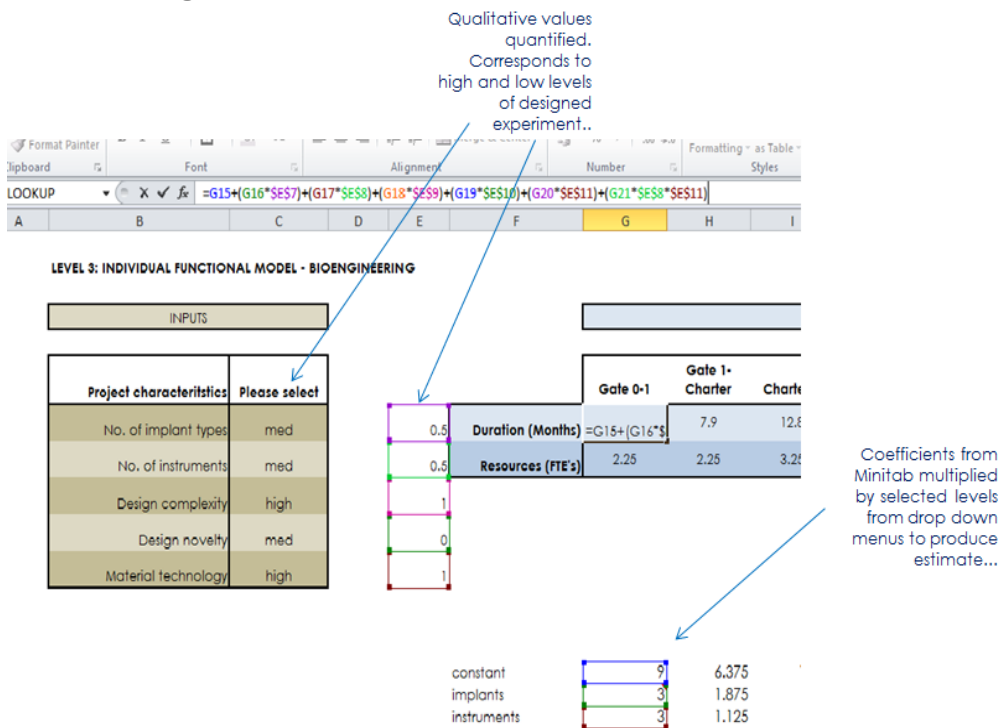 Qualitative values
quantified.
Corresponds to
high and low levels
of designed
experiment..
Format Painter
Clipboard Font Alignment Number Formatting as Table
Styles
LOOKUP =G15+(G16*$E$7)+(G17*$E$8)+(G18*$E$9)+(G19*$E$10)+(G20*$E$11)+(G21*$E$8*$E$11)
A B C D E F G H I
LEVEL 3: INDIVIDUAL FUNCTIONAL MODEL - BIOENGINEERING
INPUTS
Project characteritstics Please select
Gate 0-1 Gate 1-
Charter Charte
No. of implant types med 0.5 Duration (Months) =G15+(G16*$ 7.9 12.8
No. of instruments med 0.5 Resources (FTE's) 2.25 2.25 3.25
Design complexity high 1
Design novelty med 0
Material technology high 1
Coefficients from
Minitab multiplied
by selected levels
from drop down
menus to produce
estimate...
constant 9 6.375
implants 3 1.875
instruments 3 1.125